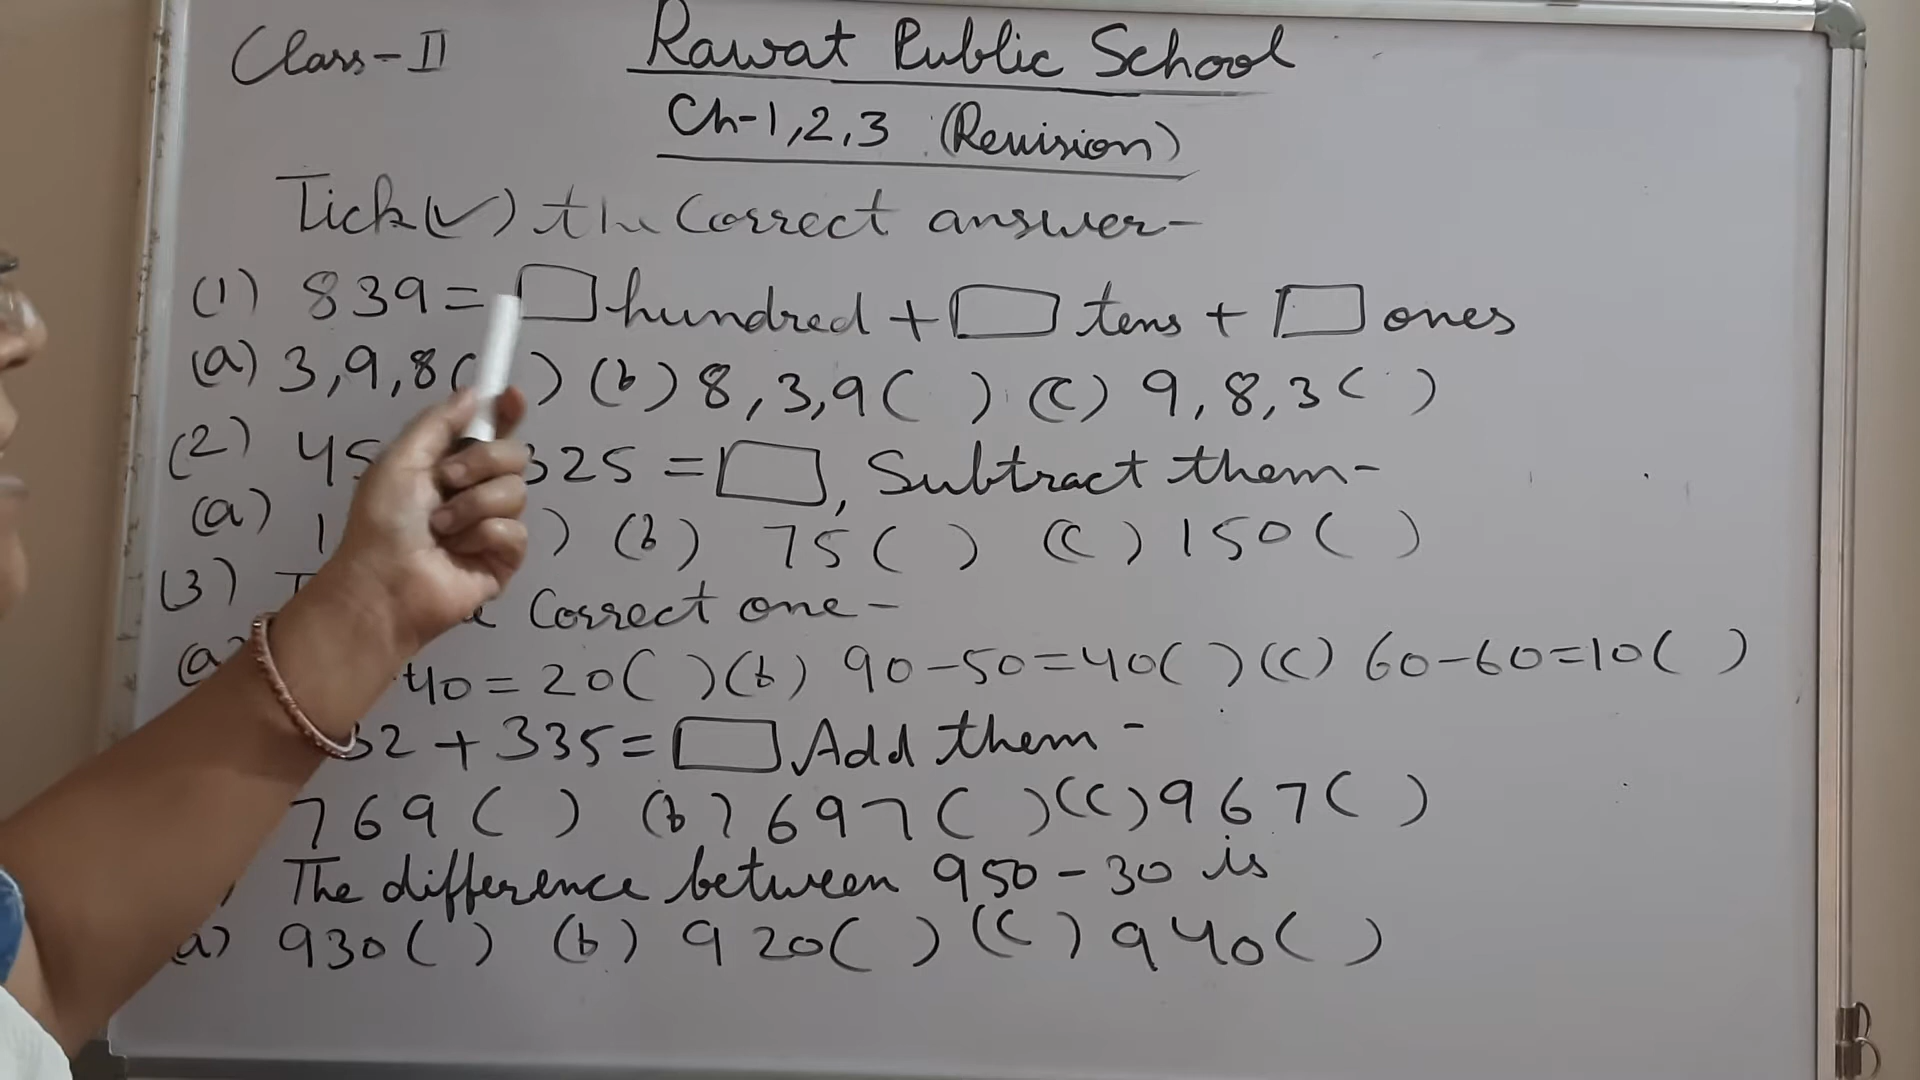 Class-II Rawat Public School
Ch-1,2,3 (Revision)
Tick(✓) the Correct answer-
(1) 839=□hundred+□tens+□ones
(a) 3,9,8( ) (b) 8,3,9( ) (c) 9,8,3( )
(2) 45 325=□, Subtract them-
(a) 1 ) (b) 75( ) (c) 150( )
(3) Correct one-
(a) 40=20( ) (b) 90-50=40( ) (c) 60-60=10( )
32+335=□ Add them-
769( ) (b) 697( ) (c) 967( )
) The difference between 950-30 is
a) 930( ) (b) 920( ) (c) 940( )